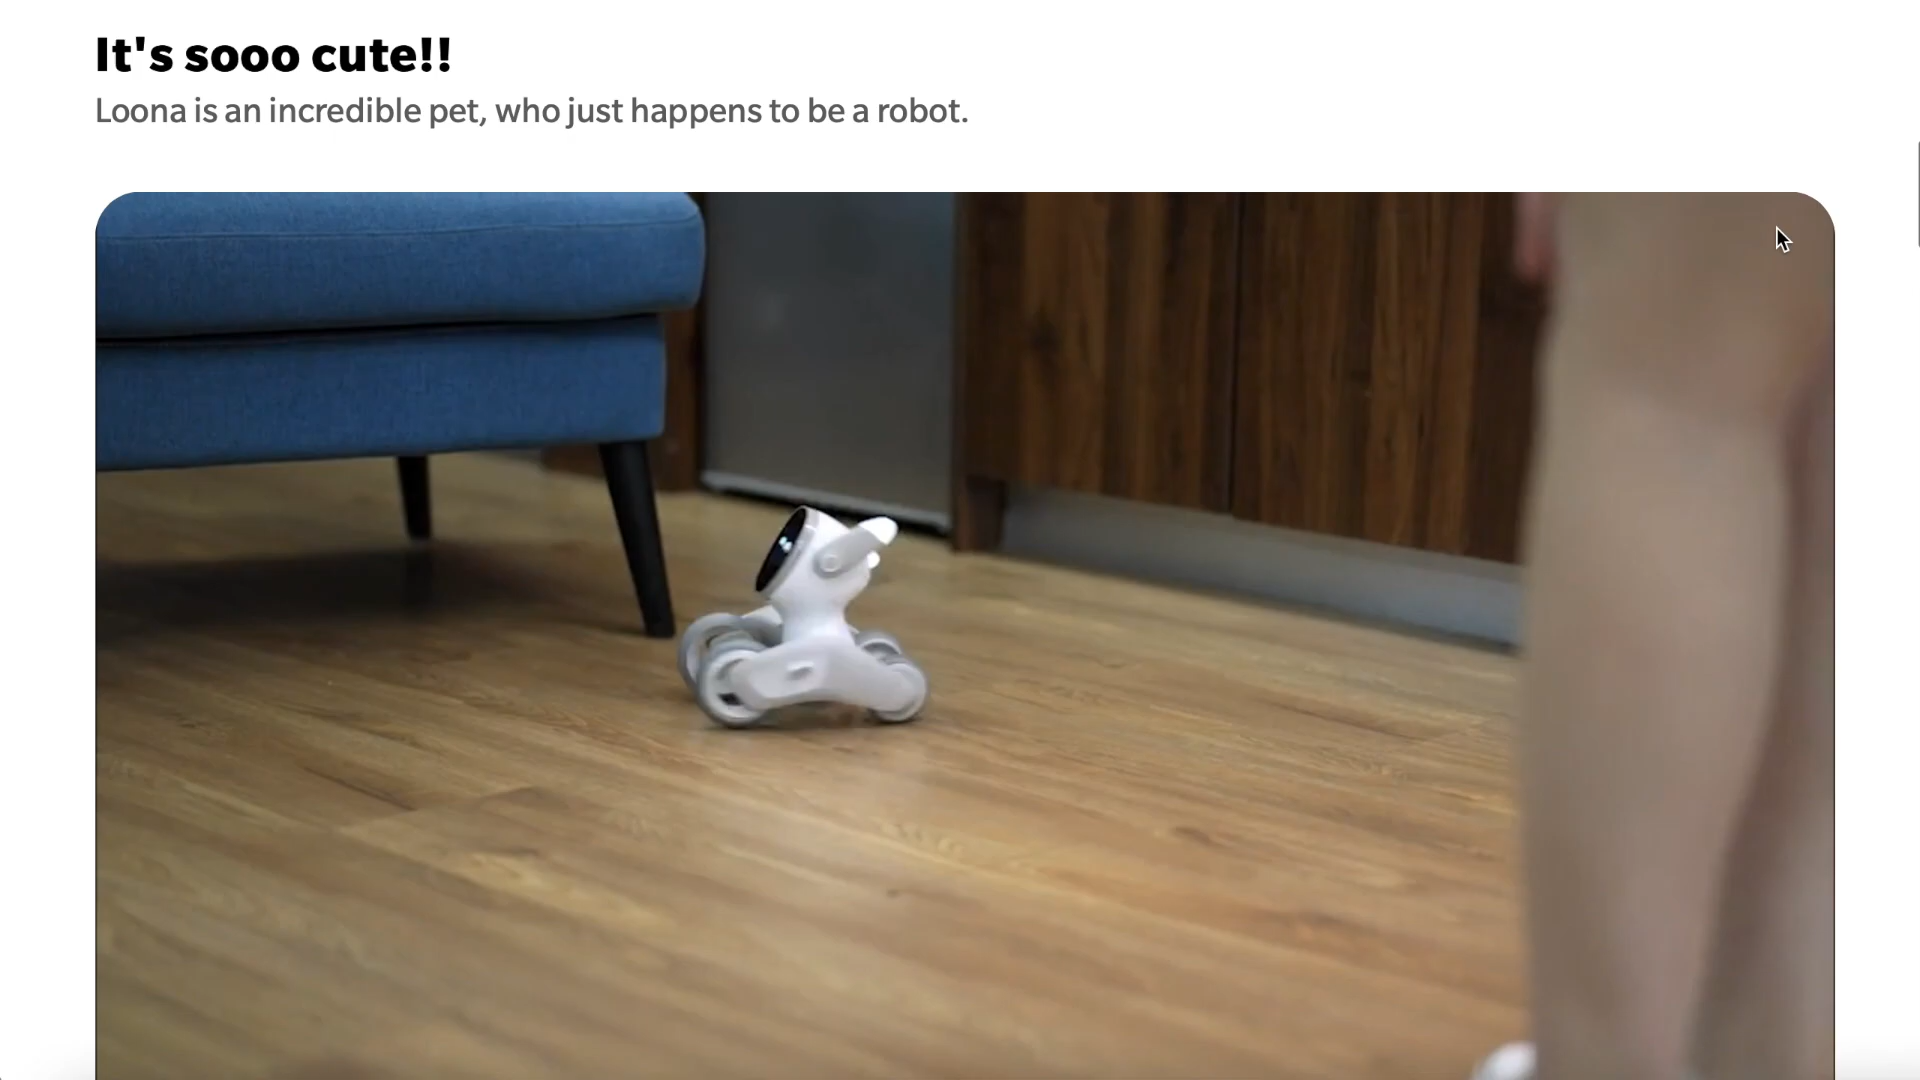 It's sooo cute!!
Loona is an incredible pet, who just happens to be a robot.